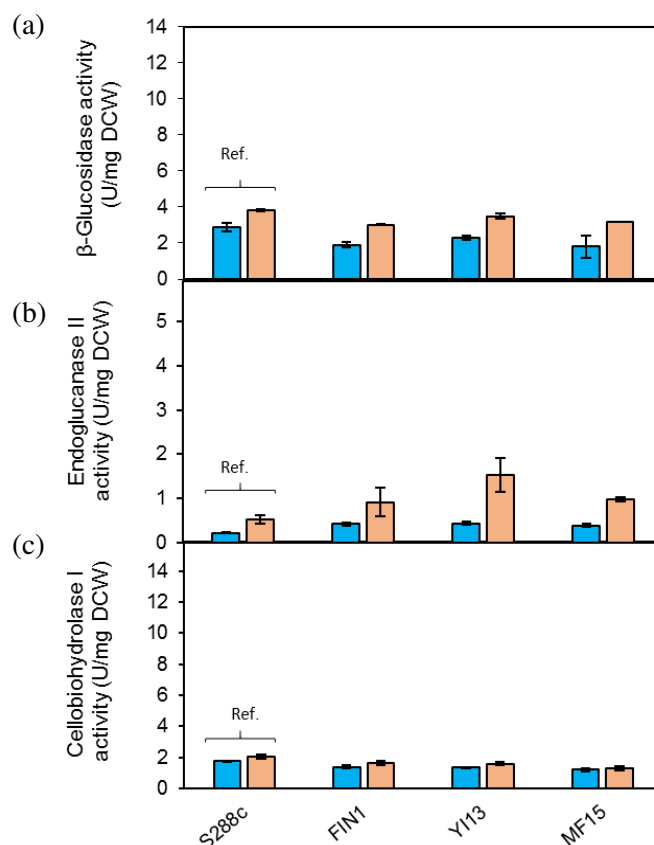 (a)
β-Glucosidase activity
(U/mg DCW)
14
12
10
8
6
4
2
0
Ref.
(b)
Endoglucanase II
activity (U/mg DCW)
5
4
3
2
1
0
Ref.
(c)
Cellobiohydrolase I
activity (U/mg DCW)
14
12
10
8
6
4
2
0
Ref.
S288c
FIN1
YI13
MF15